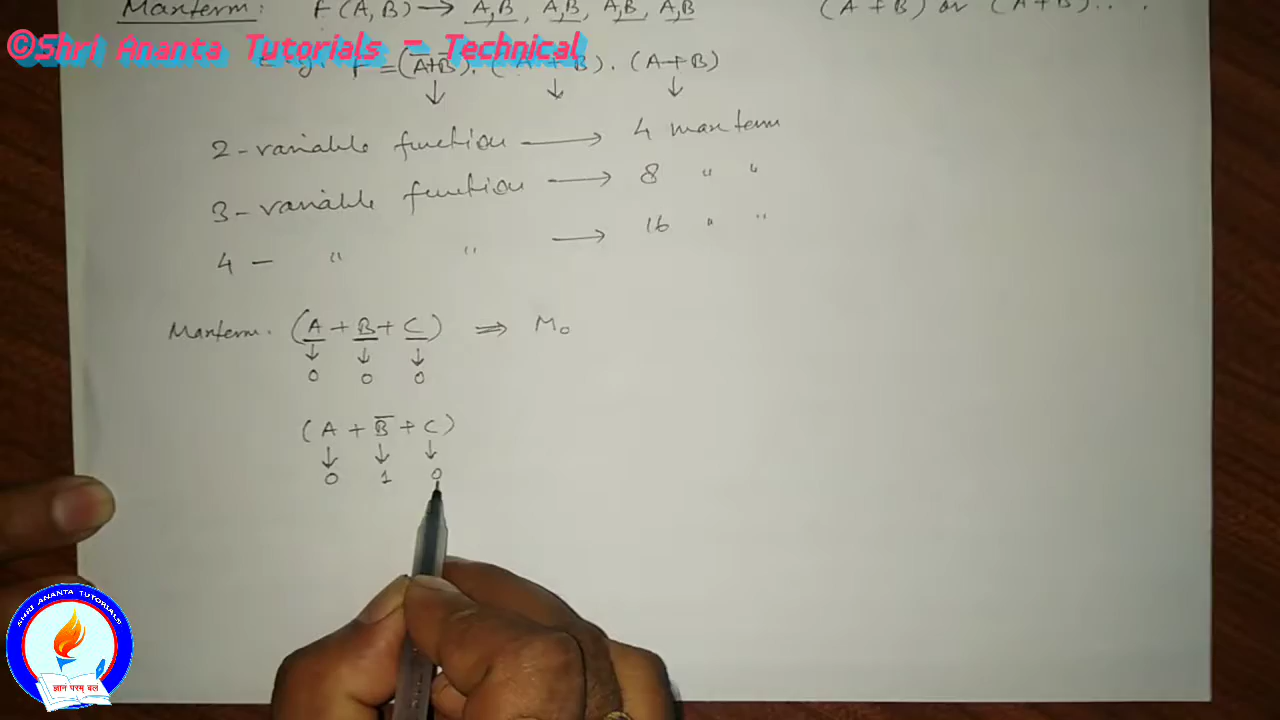 Maxterm: F(A,B) → A,B, A,B, A,B, A,B (A+B) or (A+B)...
©Shri Ananta Tutorials - Technical
F = (A̅+B̅). (A + B). (A+B)
2-variable function → 4 maxterm
3-variable function → 8 " "
4 - " " → 16 " "
Maxterm. (A + B + C) ⇒ M₀
0 0 0
(A + B̅ + C)
0 1 0
SHRI ANANTA TUTORIALS
ज्ञानं परमं बलं